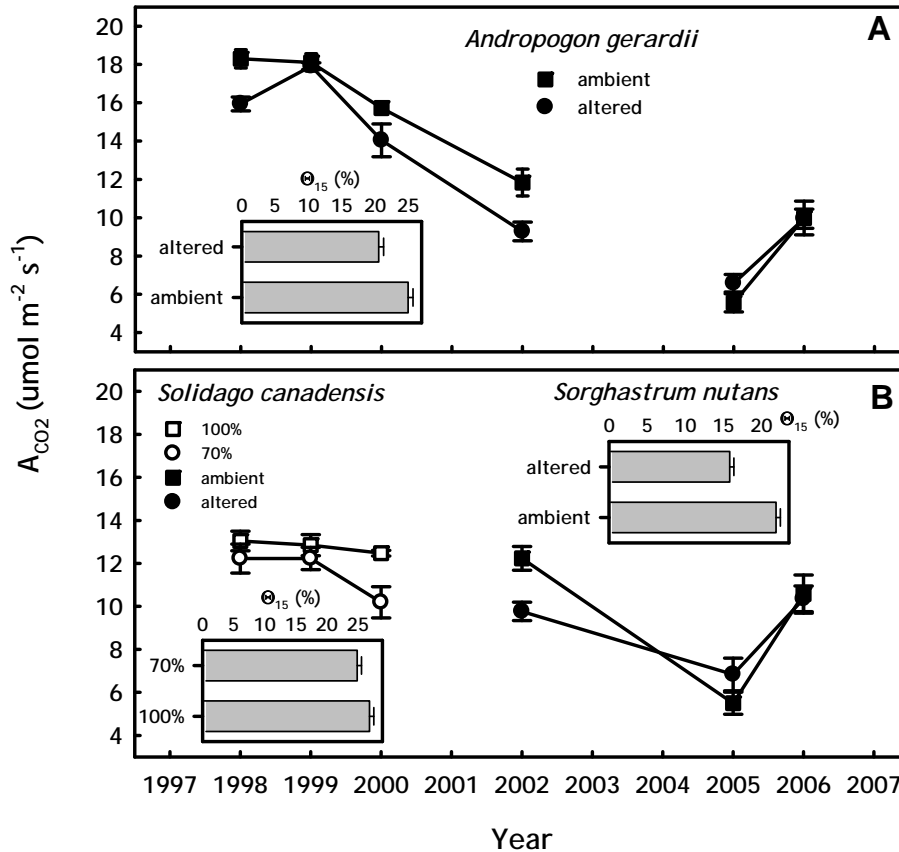 A
Andropogon gerardii
ambient
altered
20
18
16
14
12
10
8
6
4
Θ15 (%)
0 5 10 15 20 25
altered
ambient
B
Solidago canadensis
100%
70%
ambient
altered
Sorghastrum nutans
0 5 10 15 20 Θ15 (%)
altered
ambient
20
18
16
14
12
10
8
6
4
Θ15 (%)
0 5 10 15 20 25
70%
100%
ACO2 (umol m-2 s-1)
1997 1998 1999 2000 2001 2002 2003 2004 2005 2006 2007
Year